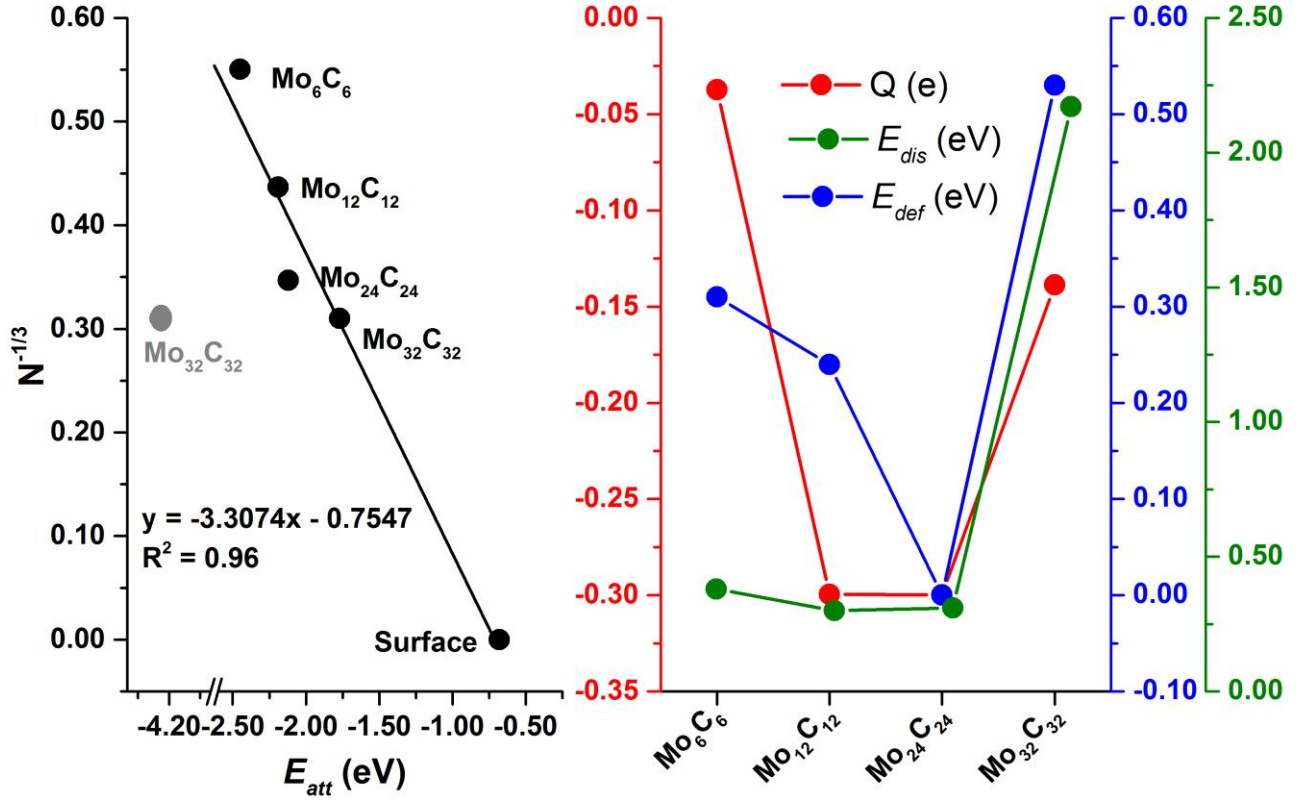 0.60
0.50
0.40
0.30
0.20
0.10
0.00
N^-1/3
Mo₆C₆
Mo₁₂C₁₂
Mo₂₄C₂₄
Mo₃₂C₃₂
Mo₃₂C₃₂
y = -3.3074x - 0.7547
R² = 0.96
Surface
-4.20 -2.50 -2.00 -1.50 -1.00 -0.50
E_att (eV)
0.00
-0.05
-0.10
-0.15
-0.20
-0.25
-0.30
-0.35
Q (e)
E_dis (eV)
E_def (eV)
Mo₆C₆
Mo₁₂C₁₂
Mo₂₄C₂₄
Mo₃₂C₃₂
0.60
0.50
0.40
0.30
0.20
0.10
0.00
-0.10
2.50
2.00
1.50
1.00
0.50
0.00